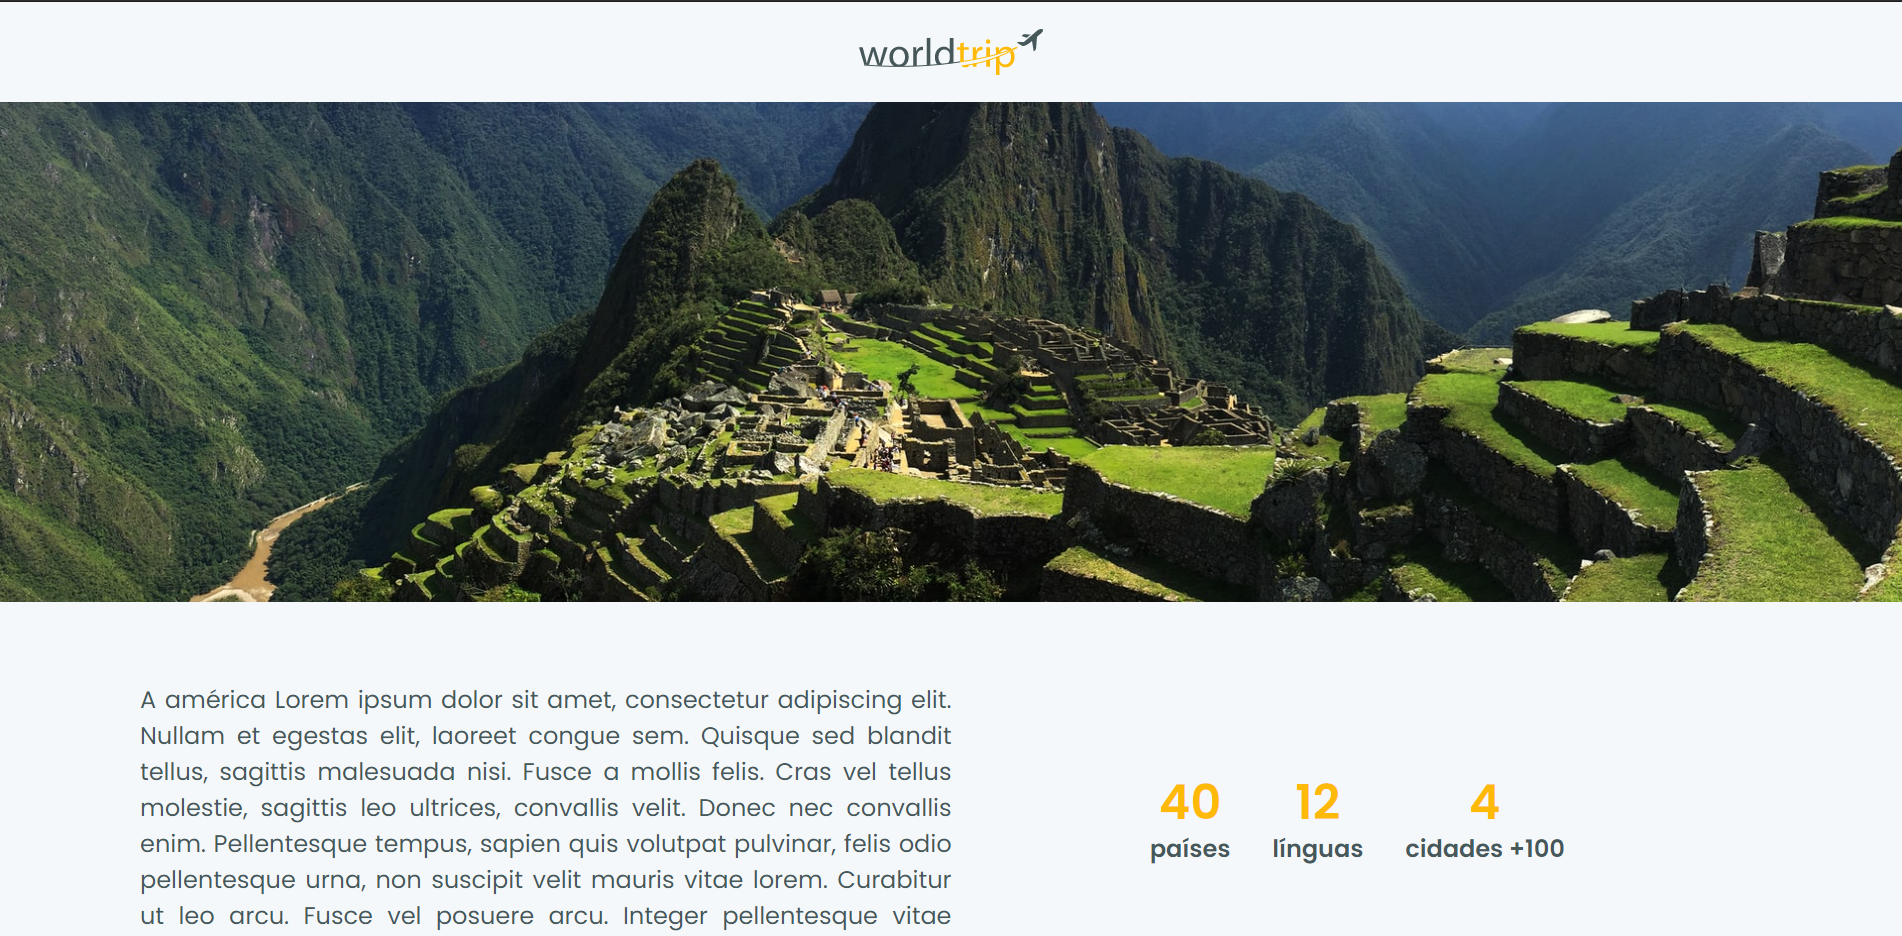 worldtrip
A américa Lorem ipsum dolor sit amet, consectetur adipiscing elit.
Nullam et egestas elit, laoreet congue sem. Quisque sed blandit
tellus, sagittis malesuada nisi. Fusce a mollis felis. Cras vel tellus
molestie, sagittis leo ultrices, convallis velit. Donec nec convallis
enim. Pellentesque tempus, sapien quis volutpat pulvinar, felis odio
pellentesque urna, non suscipit velit mauris vitae lorem. Curabitur
ut leo arcu. Fusce vel posuere arcu. Integer pellentesque vitae
40 12 4
países línguas cidades +100